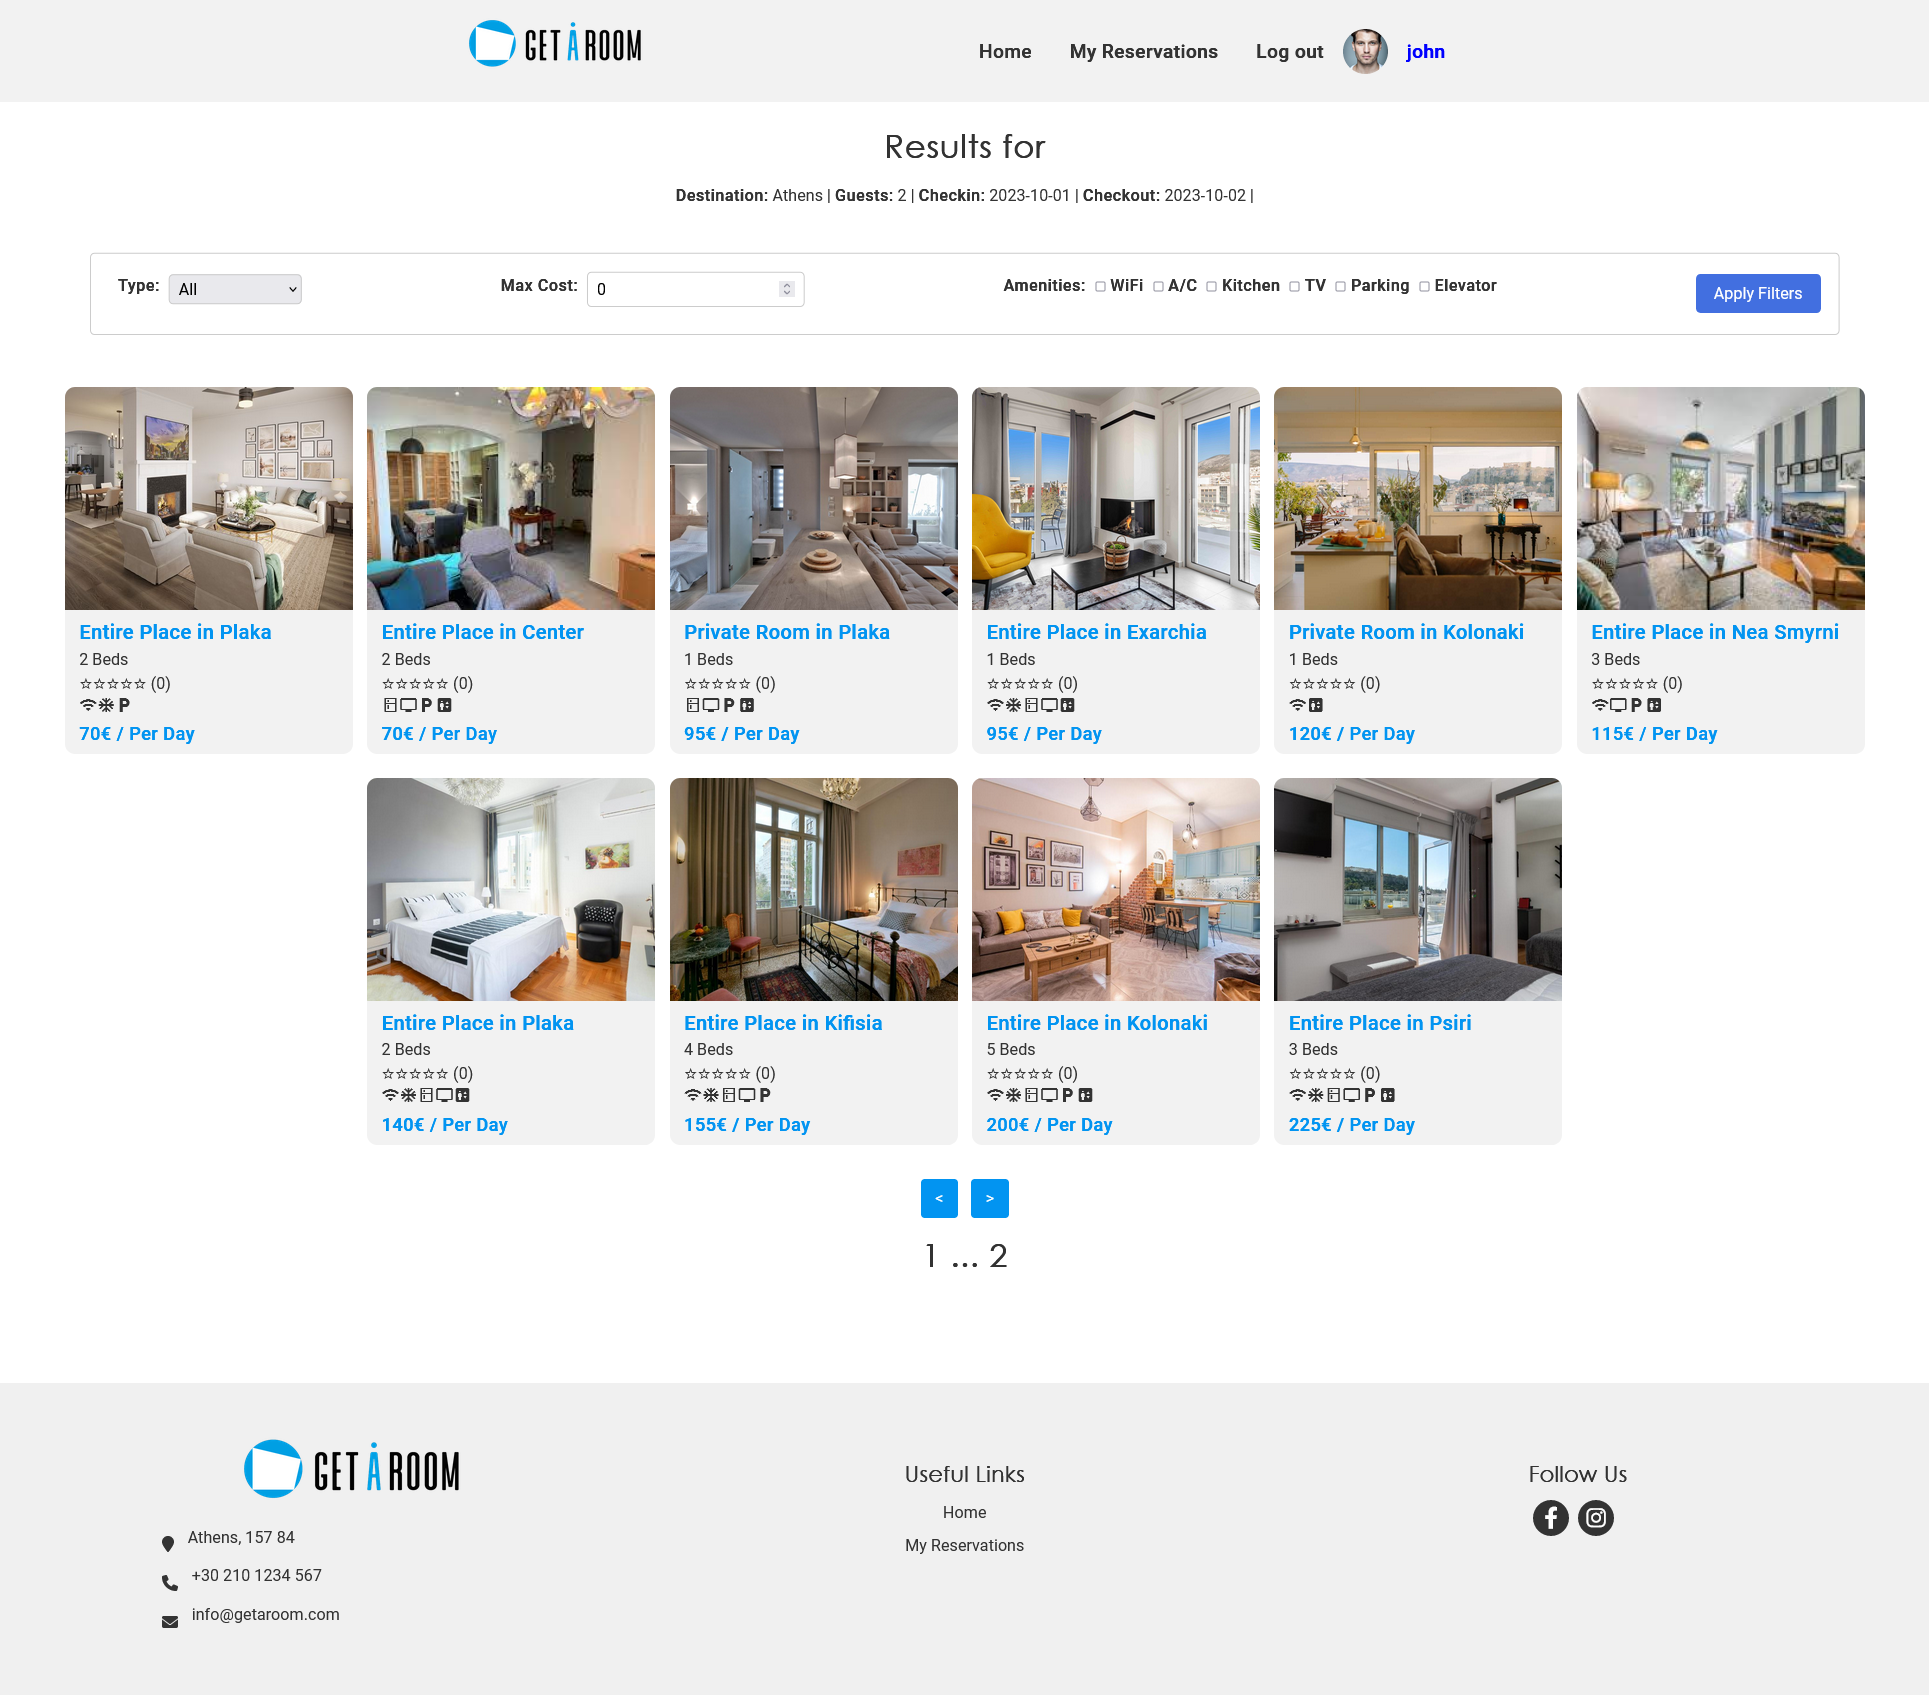 GET A ROOM
Home My Reservations Log out john
Results for
Destination: Athens | Guests: 2 | Checkin: 2023-10-01 | Checkout: 2023-10-02 |
Type: All Max Cost: 0 Amenities: WiFi A/C Kitchen TV Parking Elevator Apply Filters
Entire Place in Plaka
2 Beds
(0)
P
70€ / Per Day
Entire Place in Center
2 Beds
(0)
P
70€ / Per Day
Private Room in Plaka
1 Beds
(0)
P
95€ / Per Day
Entire Place in Exarchia
1 Beds
(0)
95€ / Per Day
Private Room in Kolonaki
1 Beds
(0)
120€ / Per Day
Entire Place in Nea Smyrni
3 Beds
(0)
P
115€ / Per Day
Entire Place in Plaka
2 Beds
(0)
140€ / Per Day
Entire Place in Kifisia
4 Beds
(0)
P
155€ / Per Day
Entire Place in Kolonaki
5 Beds
(0)
P
200€ / Per Day
Entire Place in Psiri
3 Beds
(0)
P
225€ / Per Day
< >
1 ... 2
GET A ROOM
Athens, 157 84
+30 210 1234 567
info@getaroom.com
Useful Links
Home
My Reservations
Follow Us